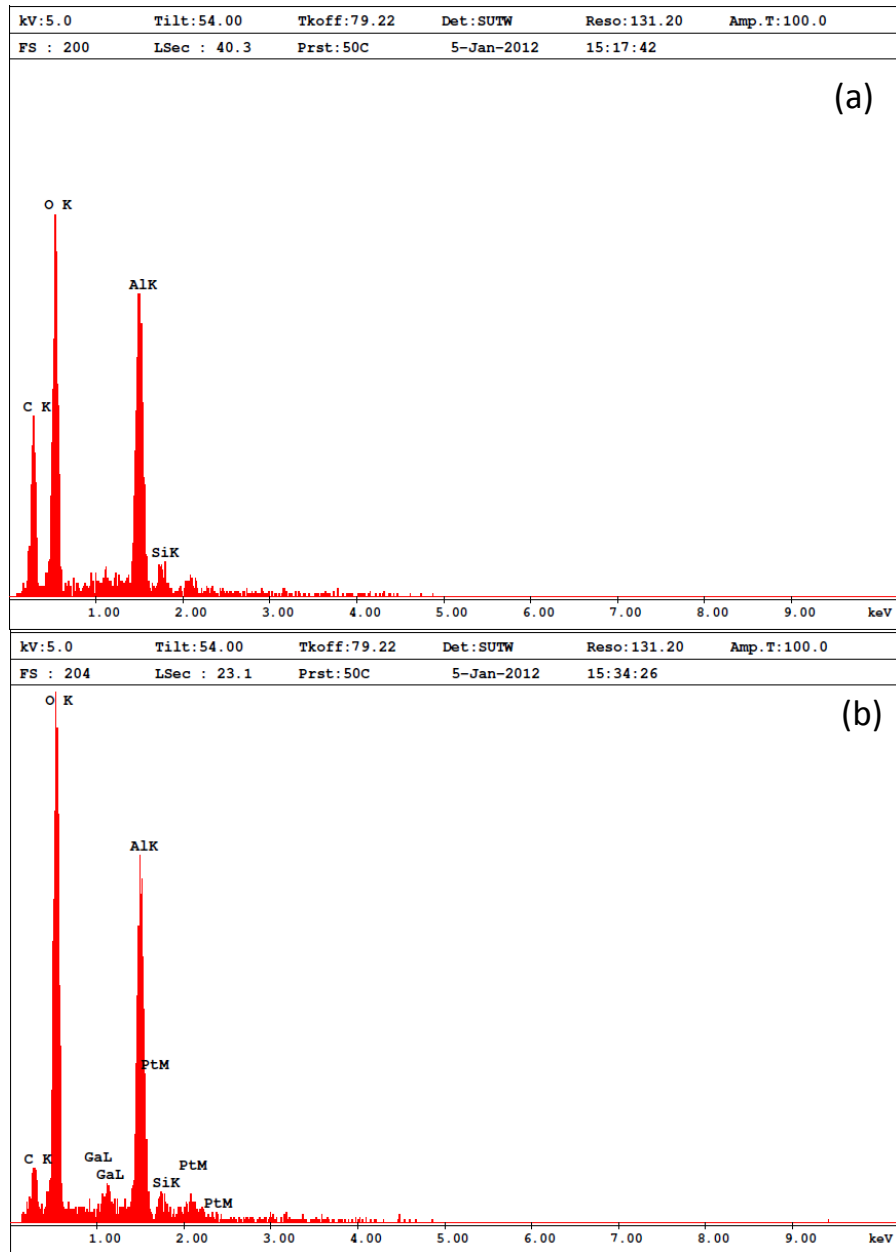 kV:5.0 Tilt:54.00 Tkoff:79.22 Det:SUTW Reso:131.20 Amp.T:100.0
FS : 200 LSec : 40.3 Prst:50C 5-Jan-2012 15:17:42
(a)
O K
AlK
C K
SiK
1.00 2.00 3.00 4.00 5.00 6.00 7.00 8.00 9.00 keV
kV:5.0 Tilt:54.00 Tkoff:79.22 Det:SUTW Reso:131.20 Amp.T:100.0
FS : 204 LSec : 23.1 Prst:50C 5-Jan-2012 15:34:26
O K
(b)
AlK
PtM
C K GaL
GaL SiK PtM
PtM
1.00 2.00 3.00 4.00 5.00 6.00 7.00 8.00 9.00 keV